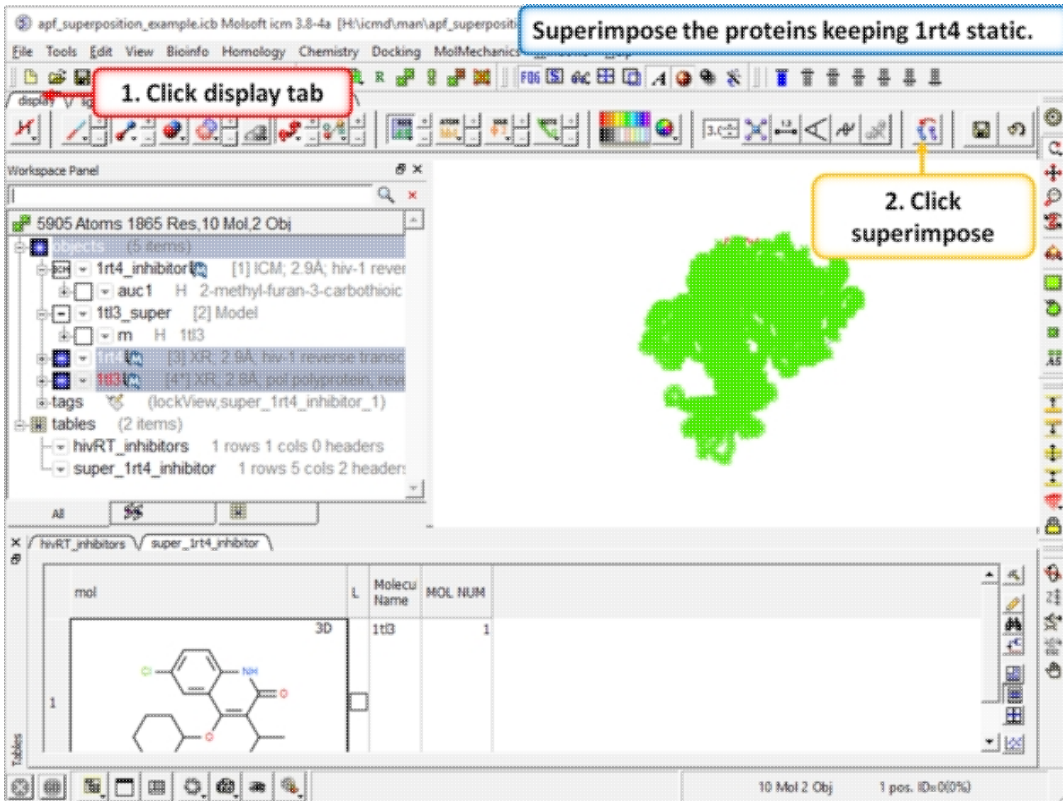 apf_superposition_example.icb Molsoft icm 3.8-4a [H:\icmd\man\apf_superpositi
Superimpose the proteins keeping 1rt4 static.
File Tools Edit View Bioinfo Homology Chemistry Docking MolMechanics
1. Click display tab
2. Click
superimpose
Workspace Panel
5905 Atoms 1865 Res,10 Mol,2 Obj
objects (5 items)
1rt4_inhibitor [1] ICM; 2.9Å; hiv-1 rever
auc1 H 2-methyl-furan-3-carbothioic
1tl3_super [2] Model
m H 1tl3
1rt4 [3] XR, 2.9Å, hiv-1 reverse transc
1tl3 [4*] XR, 2.8Å, pol polyprotein, reve
tags (lockView,super_1rt4_inhibitor_1)
tables (2 items)
hivRT_inhibitors 1 rows 1 cols 0 headers
super_1rt4_inhibitor 1 rows 5 cols 2 header
All
hivRT_inhibitors super_1rt4_inhibitor
mol L Molecu Name MOL NUM
3D 1tl3 1
Cl NH O
1
O
Tables
10 Mol 2 Obj 1 pos. ID=0(0%)